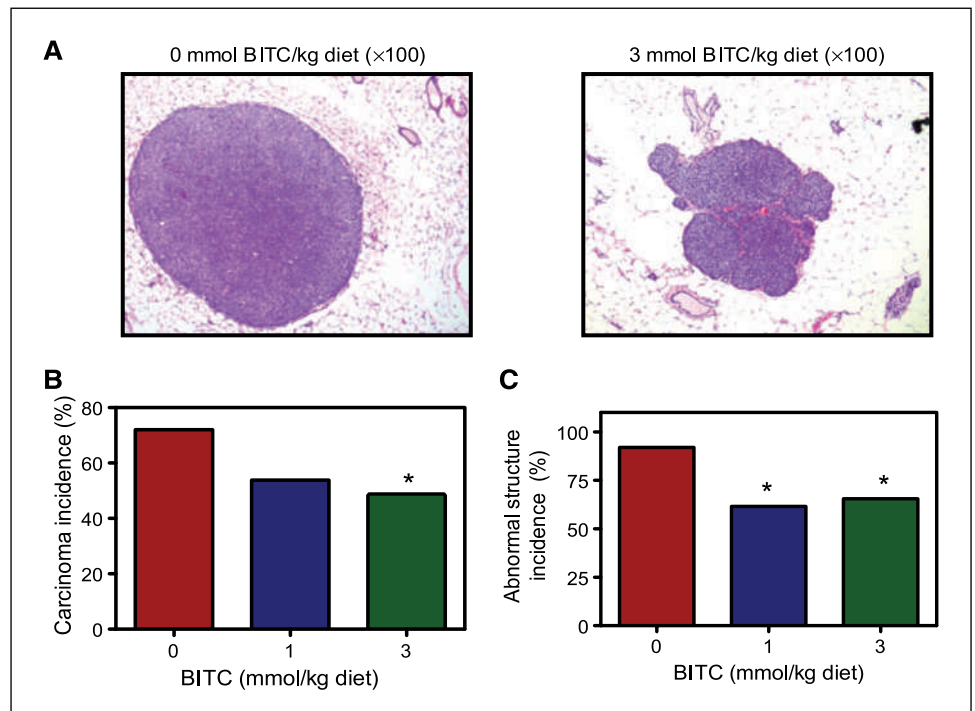 A
0 mmol BITC/kg diet (×100)
3 mmol BITC/kg diet (×100)
B
Carcinoma incidence (%)
80
60
40
20
0
*
0 1 3
BITC (mmol/kg diet)
C
Abnormal structure
incidence (%)
100
75
50
25
0
* *
0 1 3
BITC (mmol/kg diet)